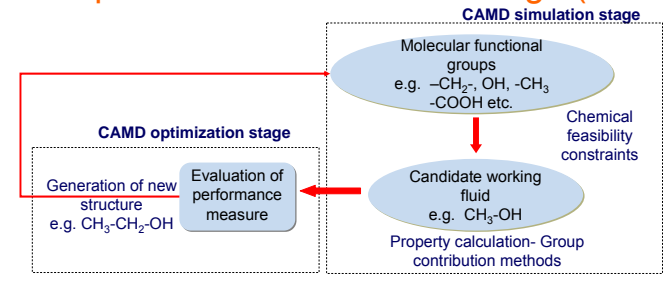 CAMD simulation stage
Molecular functional
groups
e.g. –CH₂-, OH, -CH₃
-COOH etc.
Chemical
feasibility
constraints
CAMD optimization stage
Generation of new
structure
e.g. CH₃-CH₂-OH
Evaluation of
performance
measure
Candidate working
fluid
e.g. CH₃-OH
Property calculation- Group
contribution methods